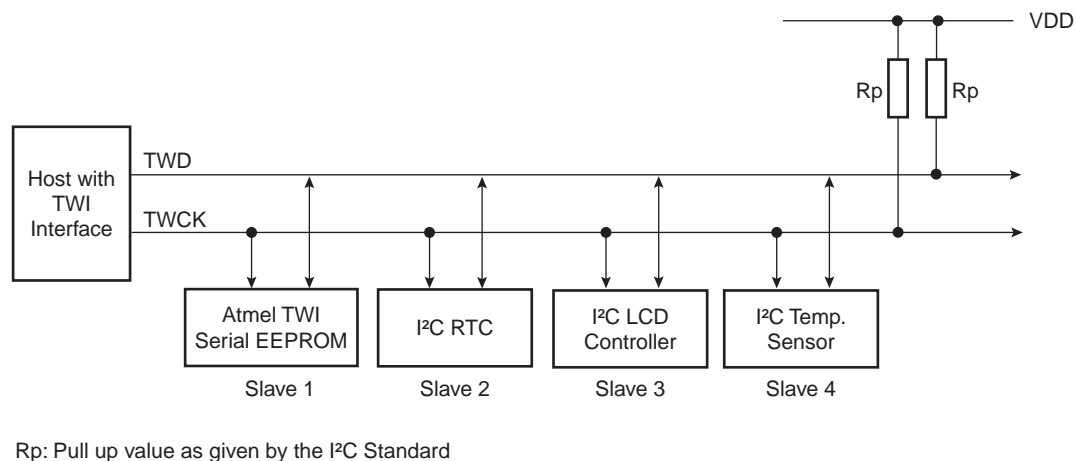 VDD
Rp
Rp
Host with
TWI
Interface
TWD
TWCK
Atmel TWI
Serial EEPROM
I²C RTC
I²C LCD
Controller
I²C Temp.
Sensor
Slave 1
Slave 2
Slave 3
Slave 4
Rp: Pull up value as given by the I²C Standard